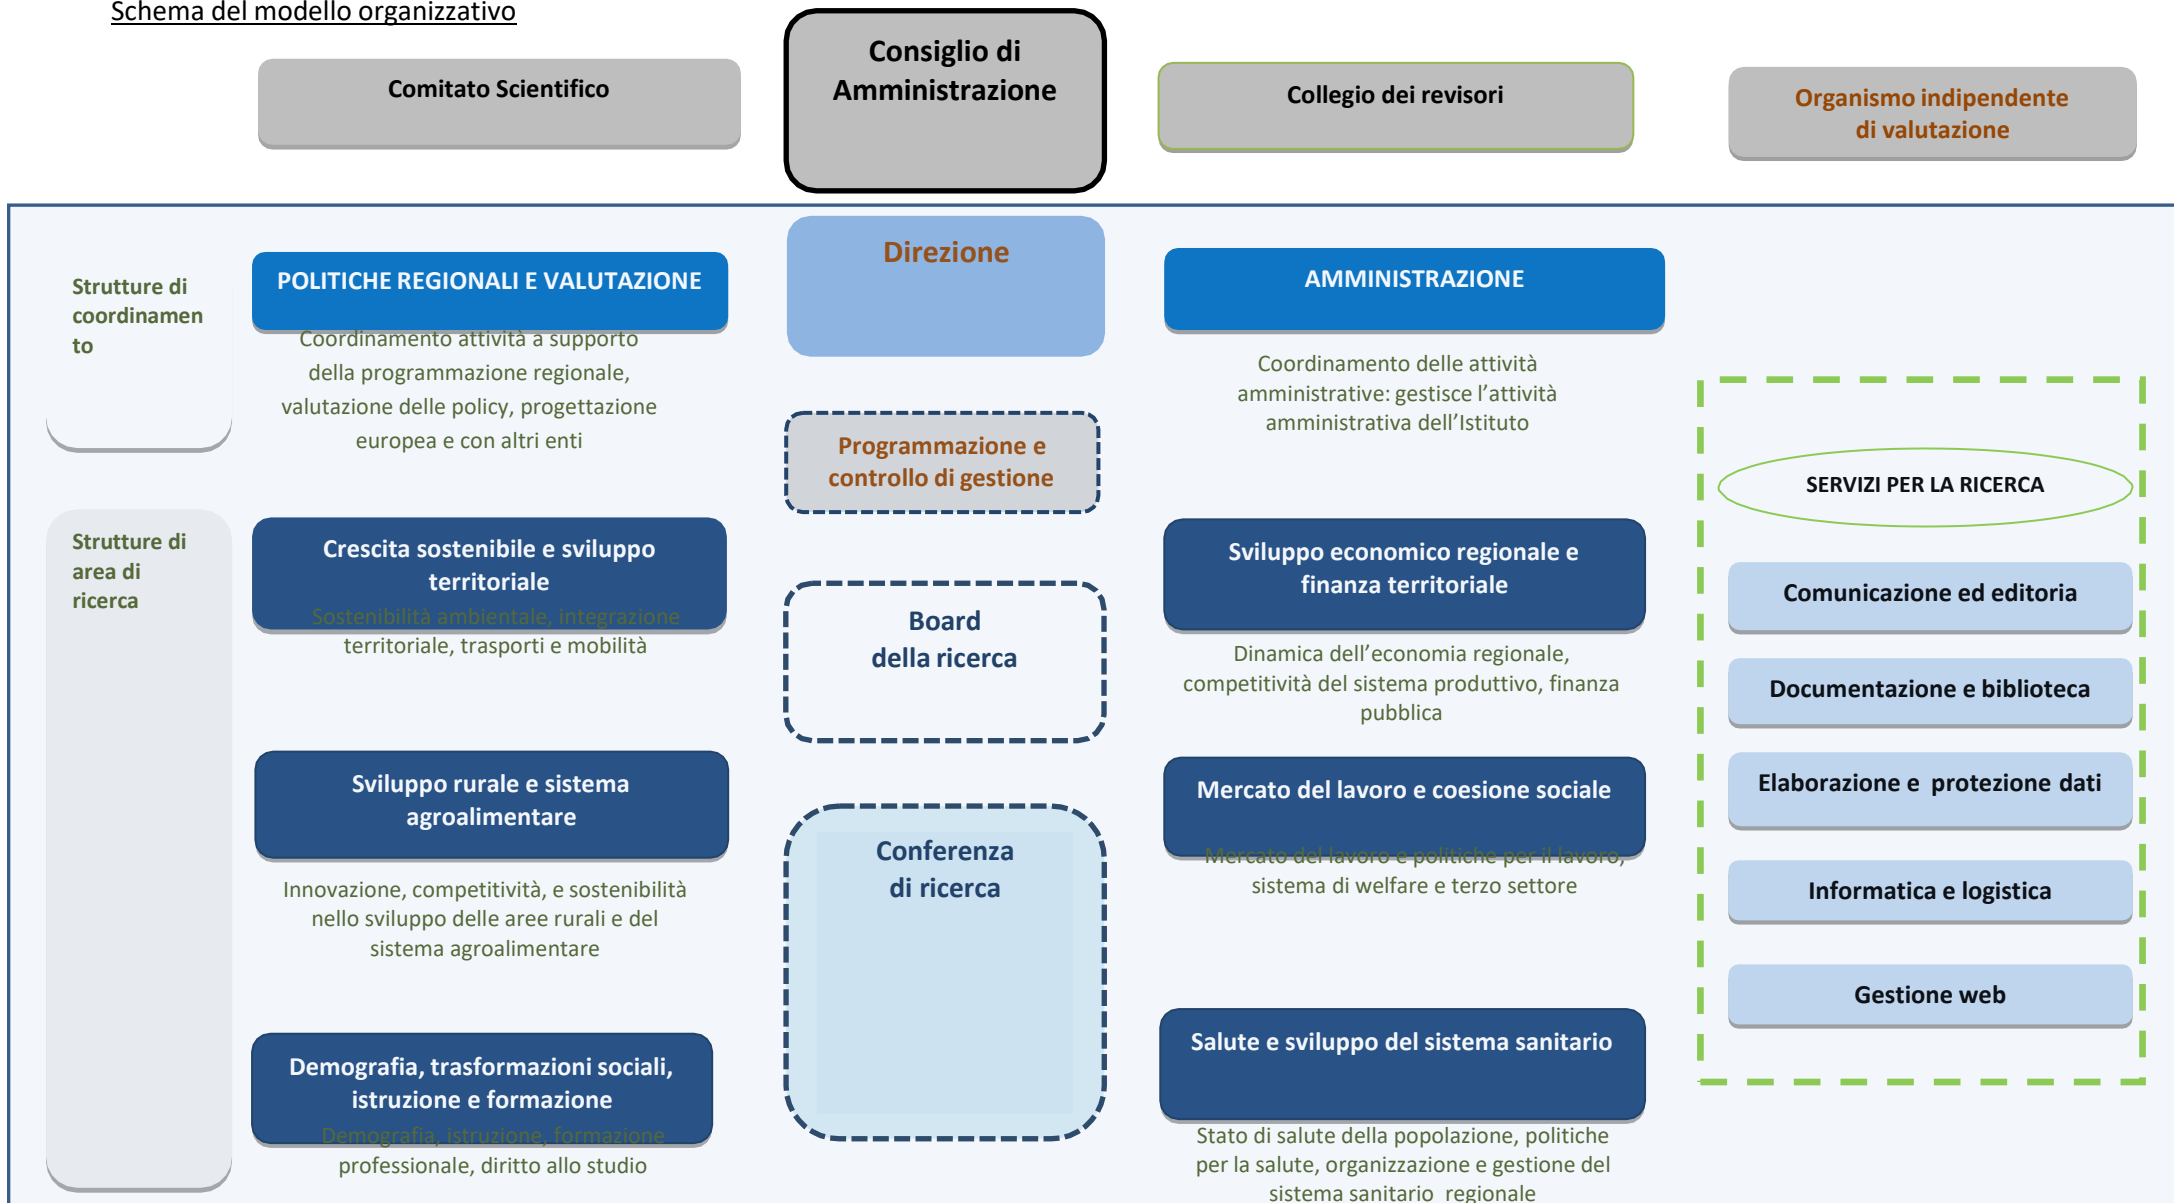 Schema del modello organizzativo
Comitato Scientifico
Consiglio di
Amministrazione
Collegio dei revisori
Organismo indipendente
di valutazione
Strutture di
coordinamen
to
POLITICHE REGIONALI E VALUTAZIONE
Coordinamento attività a supporto
della programmazione regionale,
valutazione delle policy, progettazione
europea e con altri enti
Direzione
AMMINISTRAZIONE
Coordinamento delle attività
amministrative: gestisce l’attività
amministrativa dell’Istituto
Programmazione e
controllo di gestione
SERVIZI PER LA RICERCA
Strutture di
area di
ricerca
Crescita sostenibile e sviluppo
territoriale
Sostenibilità ambientale, integrazione
territoriale, trasporti e mobilità
Board
della ricerca
Sviluppo economico regionale e
finanza territoriale
Dinamica dell’economia regionale,
competitività del sistema produttivo, finanza
pubblica
Comunicazione ed editoria
Documentazione e biblioteca
Elaborazione e  protezione dati
Informatica e logistica
Gestione web
Sviluppo rurale e sistema
agroalimentare
Innovazione, competitività, e sostenibilità
nello sviluppo delle aree rurali e del
sistema agroalimentare
Conferenza
di ricerca
Mercato del lavoro e coesione sociale
Mercato del lavoro e politiche per il lavoro,
sistema di welfare e terzo settore
Demografia, trasformazioni sociali,
istruzione e formazione
Demografia, istruzione, formazione
professionale, diritto allo studio
Salute e sviluppo del sistema sanitario
Stato di salute della popolazione, politiche
per la salute, organizzazione e gestione del
sistema sanitario  regionale